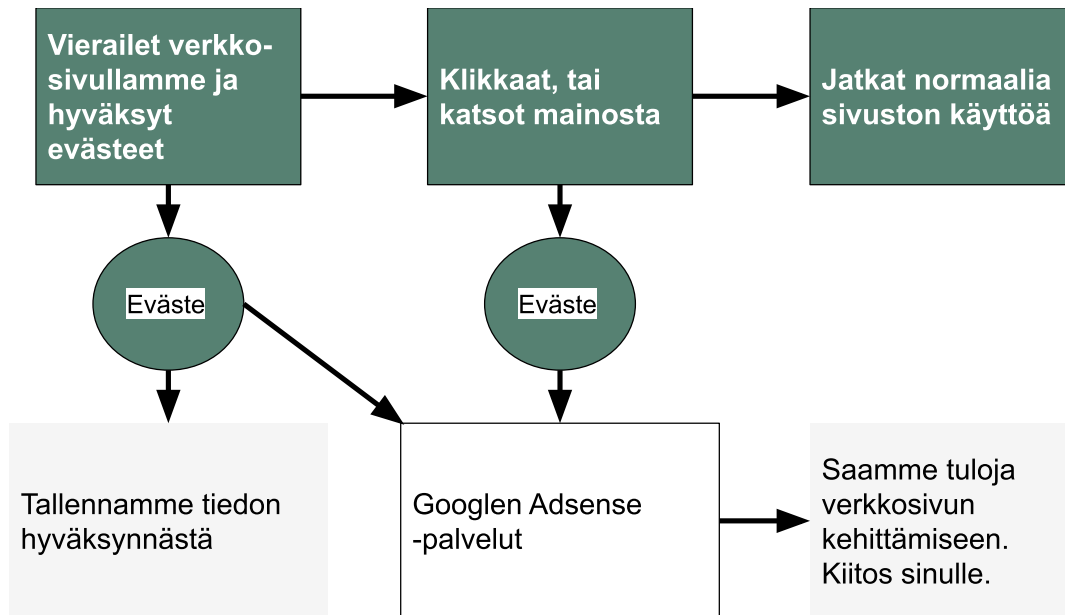 Vierailet verkko-
sivullamme ja
hyväksyt
evästeet
Klikkaat, tai
katsot mainosta
Jatkat normaalia
sivuston käyttöä
Eväste
Eväste
Tallennamme tiedon
hyväksynnästä
Googlen Adsense
-palvelut
Saamme tuloja
verkkosivun
kehittämiseen.
Kiitos sinulle.